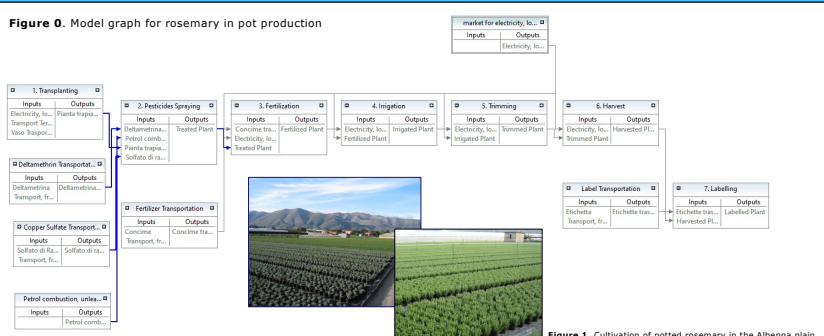 Figure 0. Model graph for rosemary in pot production
market for electricity, lo...
Inputs Outputs
Electricity, lo...
1. Transplanting
Inputs Outputs
Electricity, lo... Pianta trapia...
Transport Ter...
Vaso Traspor...
2. Pesticides Spraying
Inputs Outputs
Deltametrina... Treated Plant
Petrol comb...
Pianta trapia...
Solfato di ra...
3. Fertilization
Inputs Outputs
Concime tra... Fertilized Plant
Electricity, lo...
Treated Plant
4. Irrigation
Inputs Outputs
Electricity, lo... Irrigated Plant
Fertilized Plant
5. Trimming
Inputs Outputs
Electricity, lo... Trimmed Plant
Irrigated Plant
6. Harvest
Inputs Outputs
Electricity, lo... Harvested Pl...
Trimmed Plant
Deltamethrin Transportat...
Inputs Outputs
Deltametrina Deltametrina...
Transport, fr...
Fertilizer Transportation
Inputs Outputs
Concime Concime tra...
Transport, fr...
Label Transportation
Inputs Outputs
Etichetta Etichette tras...
Transport, fr...
7. Labelling
Inputs Outputs
Etichette tras... Labelled Plant
Harvested Pl...
Copper Sulfate Transport...
Inputs Outputs
Solfato di Ra... Solfato di ra...
Transport, fr...
Petrol combustion, unlea...
Inputs Outputs
Petrol comb...
Figure 1. Cultivation of potted rosemary in the Albenga plain